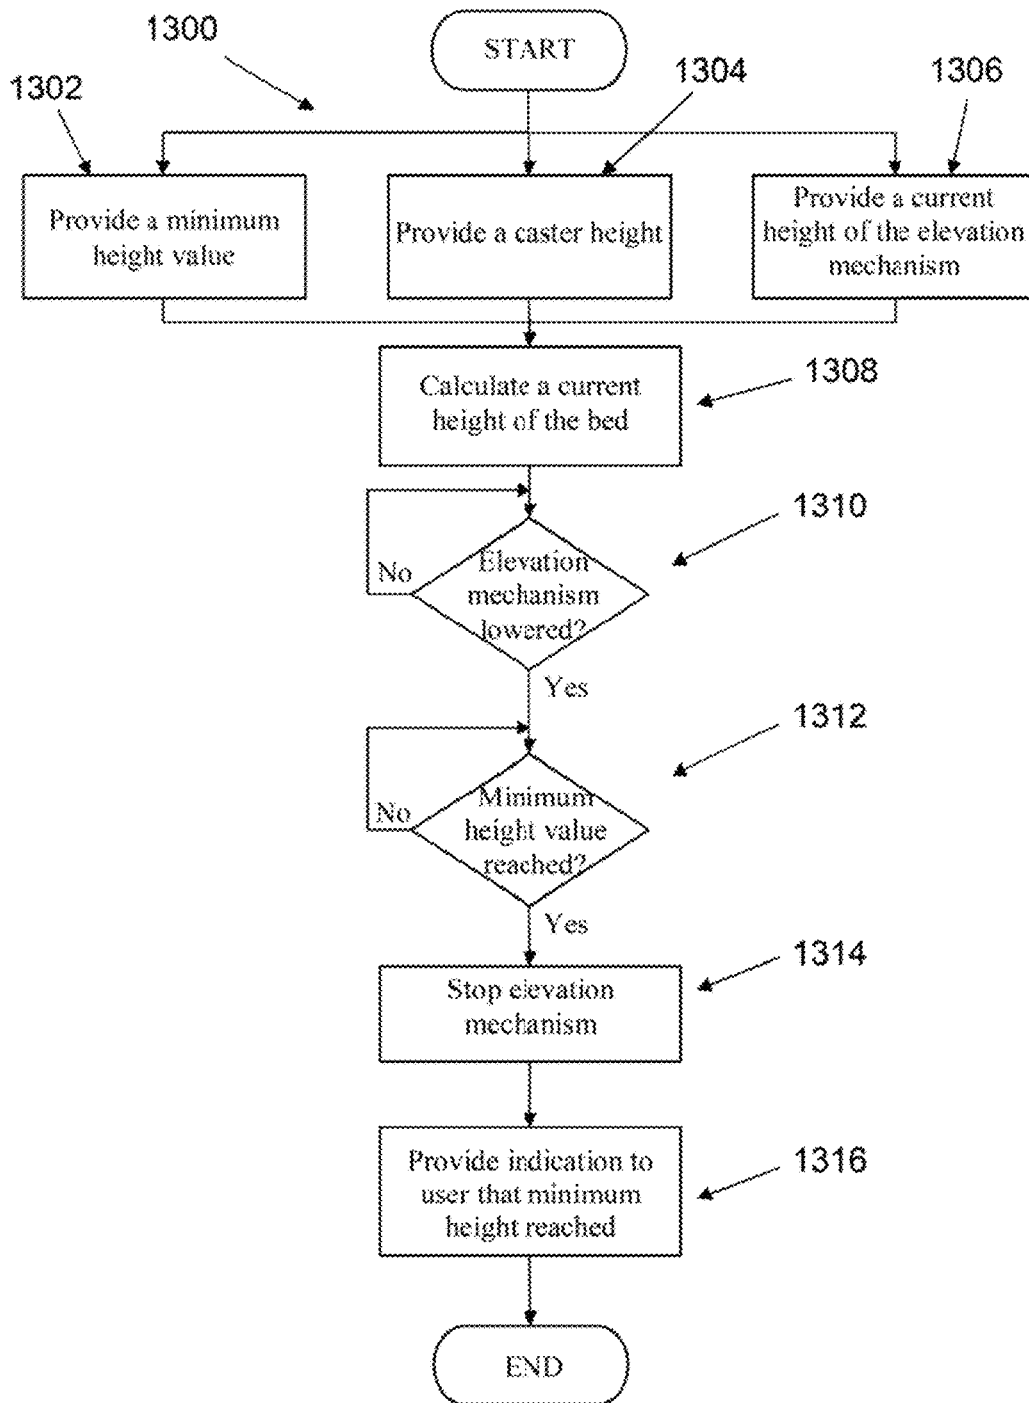 1300
START
1302
1304
1306
Provide a minimum
height value
Provide a caster height
Provide a current
height of the elevation
mechanism
Calculate a current
height of the bed
1308
1310
Elevation
mechanism
lowered?
No
Yes
1312
Minimum
height value
reached?
No
Yes
1314
Stop elevation
mechanism
Provide indication to
user that minimum
height reached
1316
END